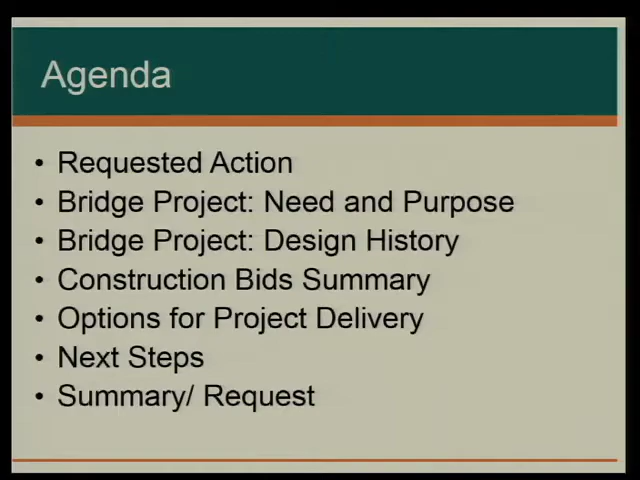 Agenda
• Requested Action
• Bridge Project: Need and Purpose
• Bridge Project: Design History
• Construction Bids Summary
• Options for Project Delivery
• Next Steps
• Summary/ Request